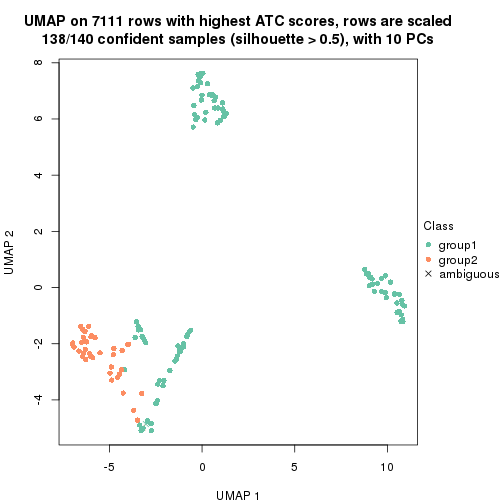 UMAP on 7111 rows with highest ATC scores, rows are scaled
138/140 confident samples (silhouette > 0.5), with 10 PCs
8
6
4
2
0
-2
-4
UMAP 2
-5
0
5
10
UMAP 1
Class
group1
group2
ambiguous